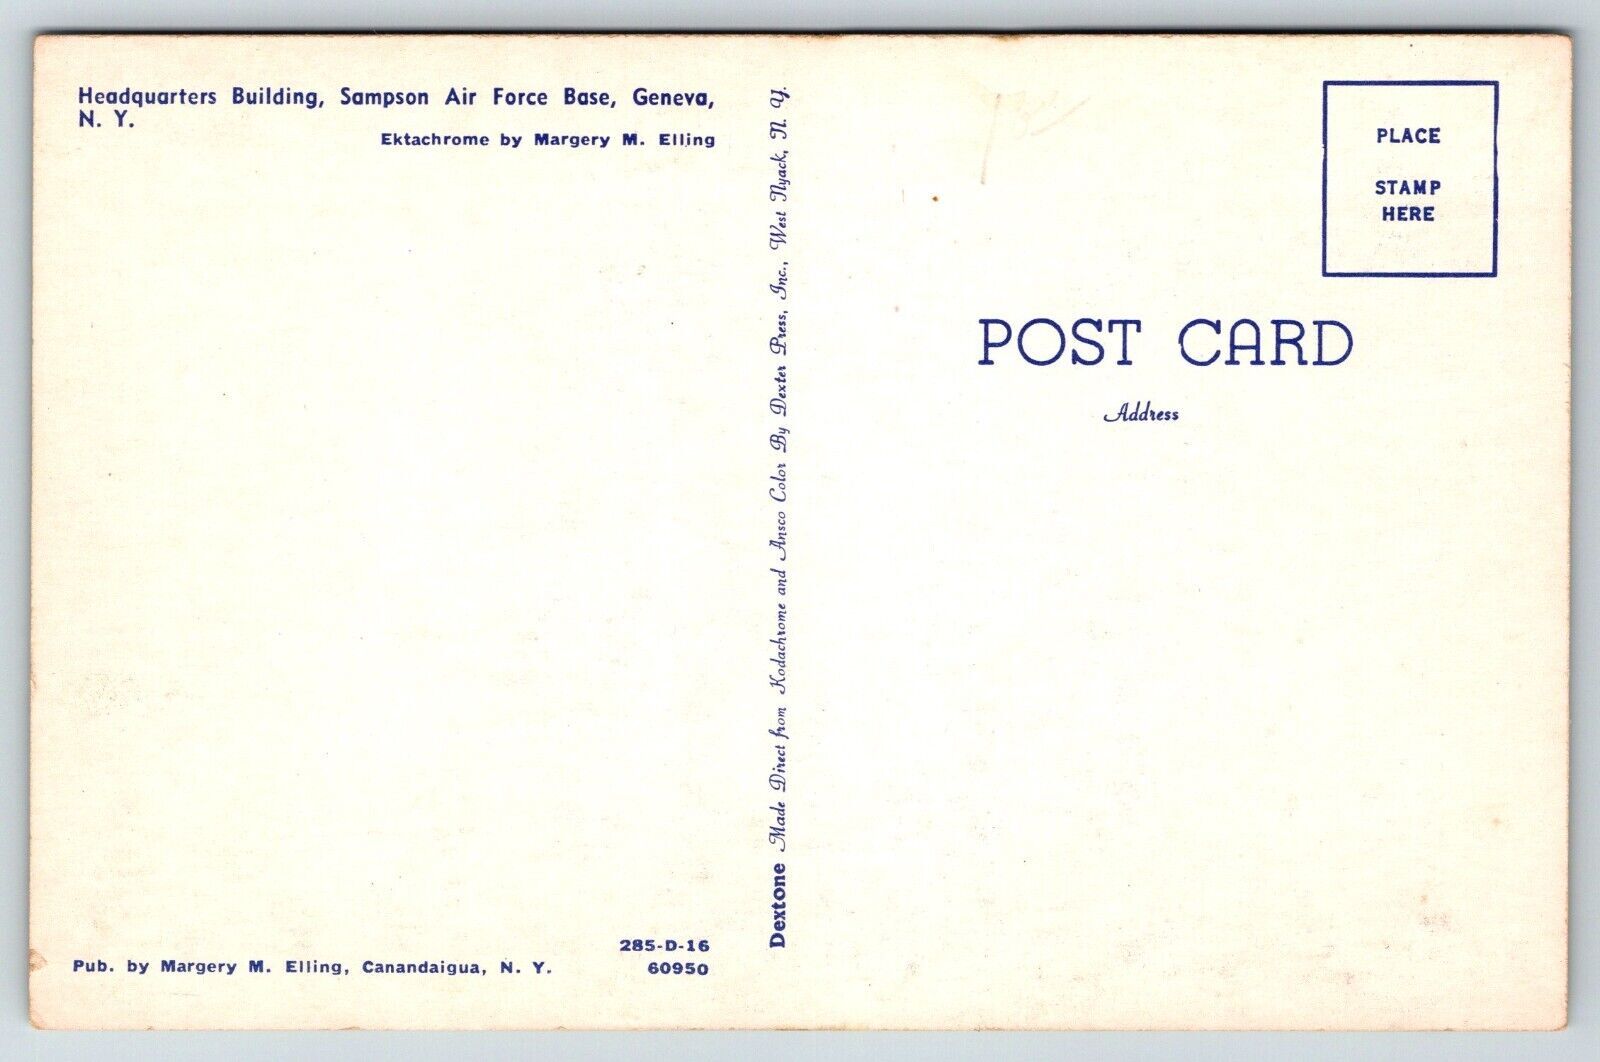 Headquarters Building, Sampson Air Force Base, Geneva,
N. Y.
Ektachrome by Margery M. Elling
285-D-16
Pub. by Margery M. Elling, Canandaigua, N. Y.
60950
Dextone Made Direct from Kodachrome and Ansco Color By Dexter Press, Inc., West Nyack, N. Y.
PLACE
STAMP
HERE
POST CARD
Address